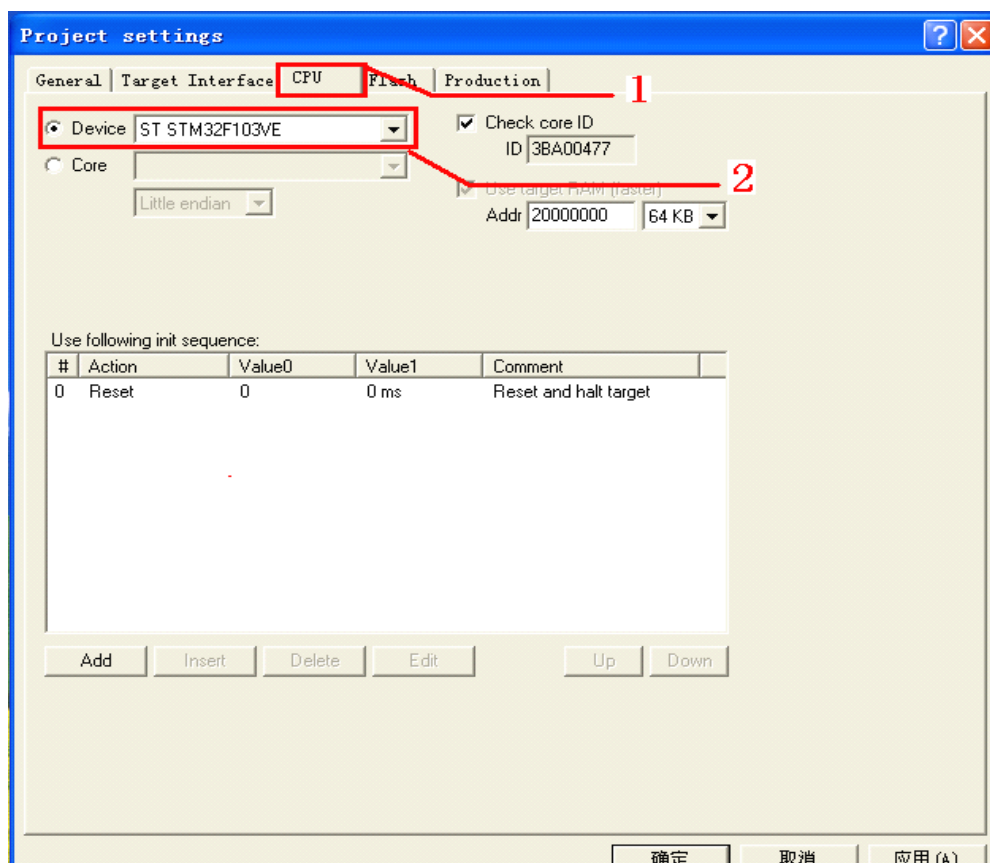 Project settings
General Target Interface CPU Flash Production
1
Device ST STM32F103VE
Check core ID
ID 3BA00477
Core
2
Use target RAM (faster)
Little endian
Addr 20000000 64 KB
Use following init sequence:
# Action Value0 Value1 Comment
0 Reset 0 0 ms Reset and halt target
Add Insert Delete Edit Up Down
确定 取消 应用(A)